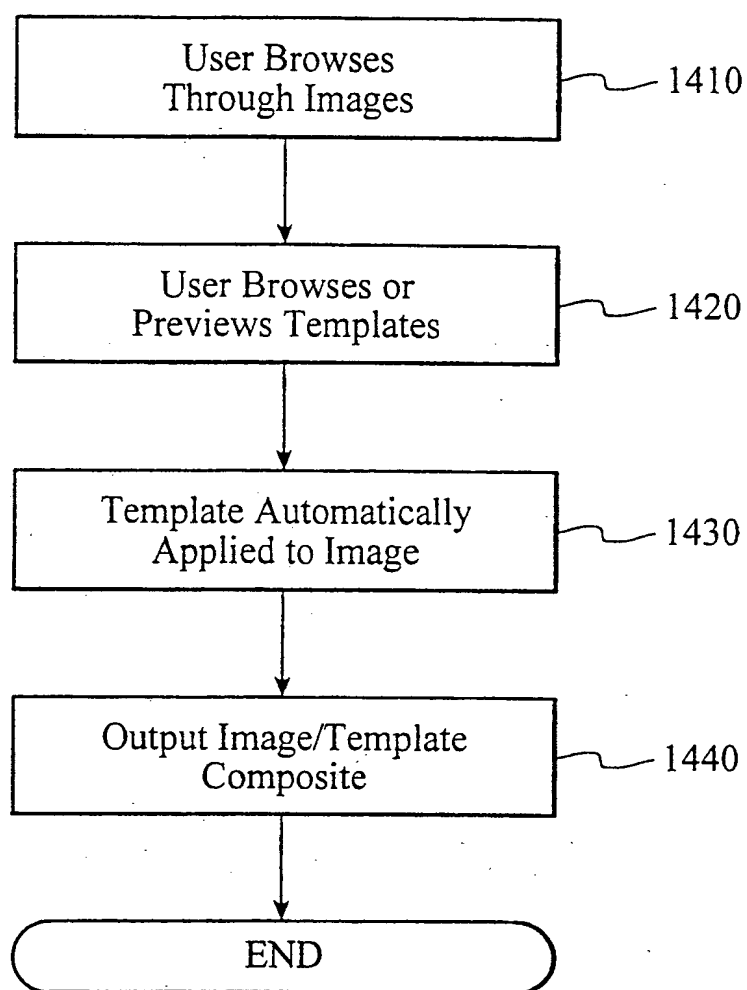 User Browses
Through Images
1410
User Browses or
Previews Templates
1420
Template Automatically
Applied to Image
1430
Output Image/Template
Composite
1440
END